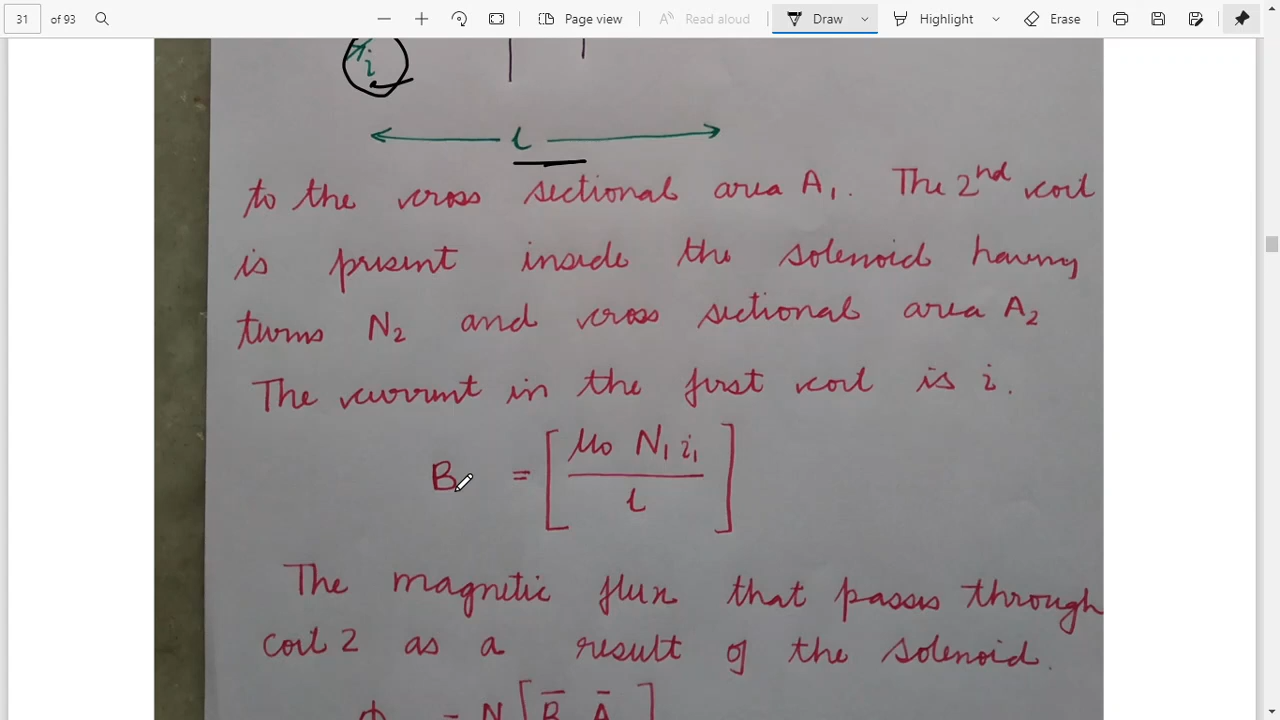 31 of 93 Page view Read aloud Draw Highlight Erase
i
l
to the cross sectional area A₁. The 2nd coil
is present inside the solenoid having
turns N₂ and cross sectional area A₂
The current in the first coil is i.
B = [ μ₀ N₁ i₁ / l ]
The magnetic flux that passes through
coil 2 as a result of the solenoid.
= N [ B̄ Ā ]